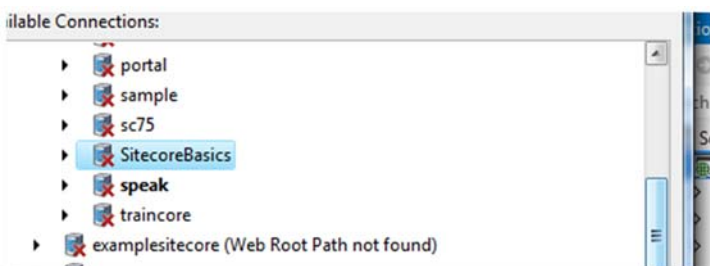 ilable Connections:
portal
sample
sc75
SitecoreBasics
speak
traincore
examplesitecore (Web Root Path not found)